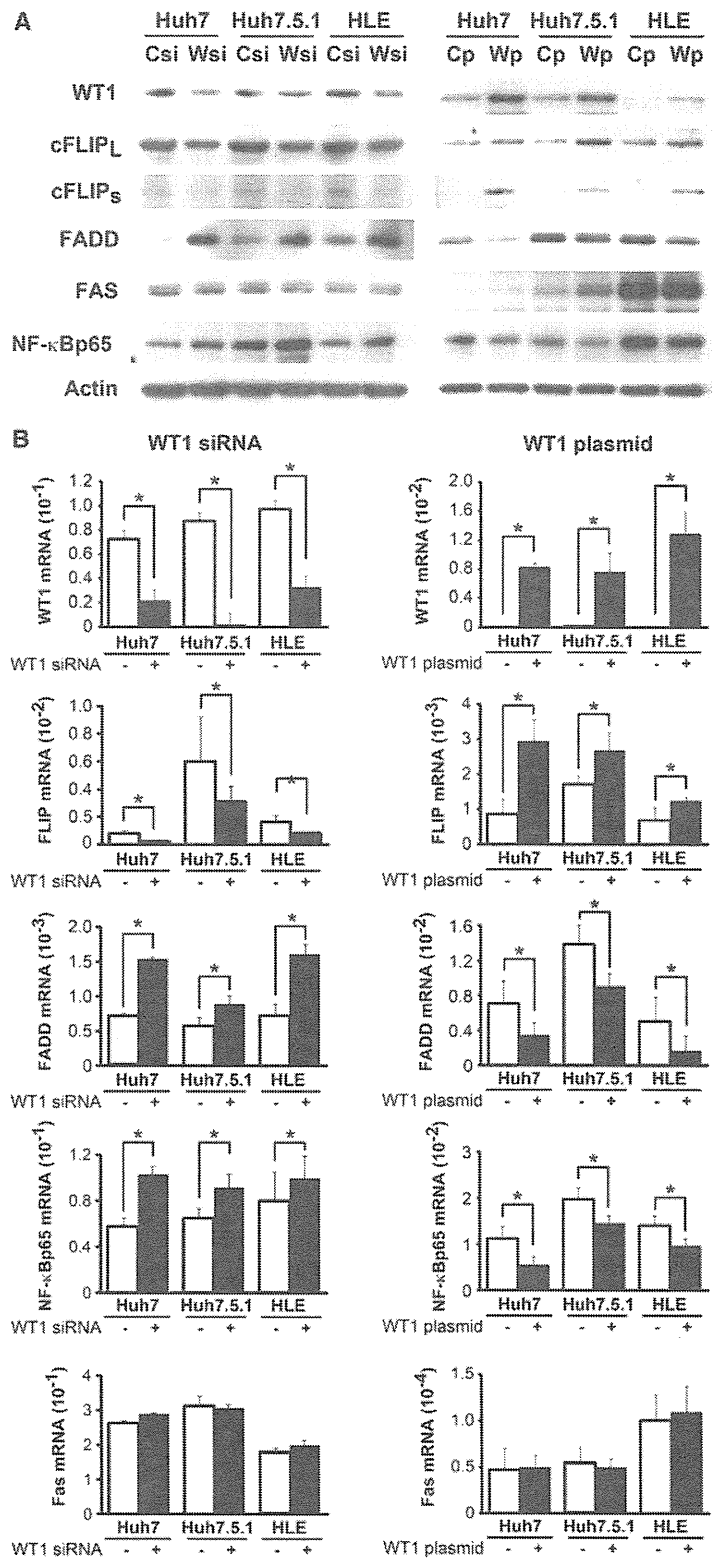 A
Huh7 Huh7.5.1 HLE Huh7 Huh7.5.1 HLE
Csi Wsi Csi Wsi Csi Wsi Cp Wp Cp Wp Cp Wp
WT1
cFLIPL
cFLIPs
FADD
FAS
NF-κBp65
Actin
B
WT1 siRNA
WT1 plasmid
WT1 mRNA (10-1)
1.2
1.0
0.8
0.6
0.4
0.2
0
* * *
Huh7 Huh7.5.1 HLE
WT1 siRNA - + - + - +
WT1 mRNA (10-2)
2.0
1.6
1.2
0.8
0.4
0
* * *
Huh7 Huh7.5.1 HLE
WT1 plasmid - + - + - +
FLIP mRNA (10-2)
1.0
0.8
0.6
0.5
0
* * *
Huh7 Huh7.5.1 HLE
WT1 siRNA - + - + - +
FLIP mRNA (10-3)
4
3
2
1
0
* * *
Huh7 Huh7.5.1 HLE
WT1 plasmid - + - + - +
FADD mRNA (10-3)
2.0
1.5
1.0
0.5
0
* * *
Huh7 Huh7.5.1 HLE
WT1 siRNA - + - + - +
FADD mRNA (10-2)
1.6
1.2
0.8
0.4
0
* * *
Huh7 Huh7.5.1 HLE
WT1 plasmid - + - + - +
NF-κBp65 mRNA (10-1)
1.2
0.8
0.4
0
* * *
Huh7 Huh7.5.1 HLE
WT1 siRNA - + - + - +
NF-κBp65 mRNA (10-2)
3
2
1
0
* * *
Huh7 Huh7.5.1 HLE
WT1 plasmid - + - + - +
Fas mRNA (10-1)
4
3
2
1
0
Huh7 Huh7.5.1 HLE
WT1 siRNA - + - + - +
Fas mRNA (10-4)
1.5
1.0
0.5
0
Huh7 Huh7.5.1 HLE
WT1 plasmid - + - + - +